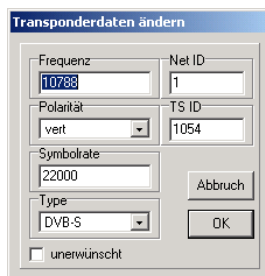 Transponderdaten ändern
Frequenz
10788
Net ID
1
Polarität
vert
TS ID
1054
Symbolrate
22000
Abbruch
Type
DVB-S
OK
unerwünscht